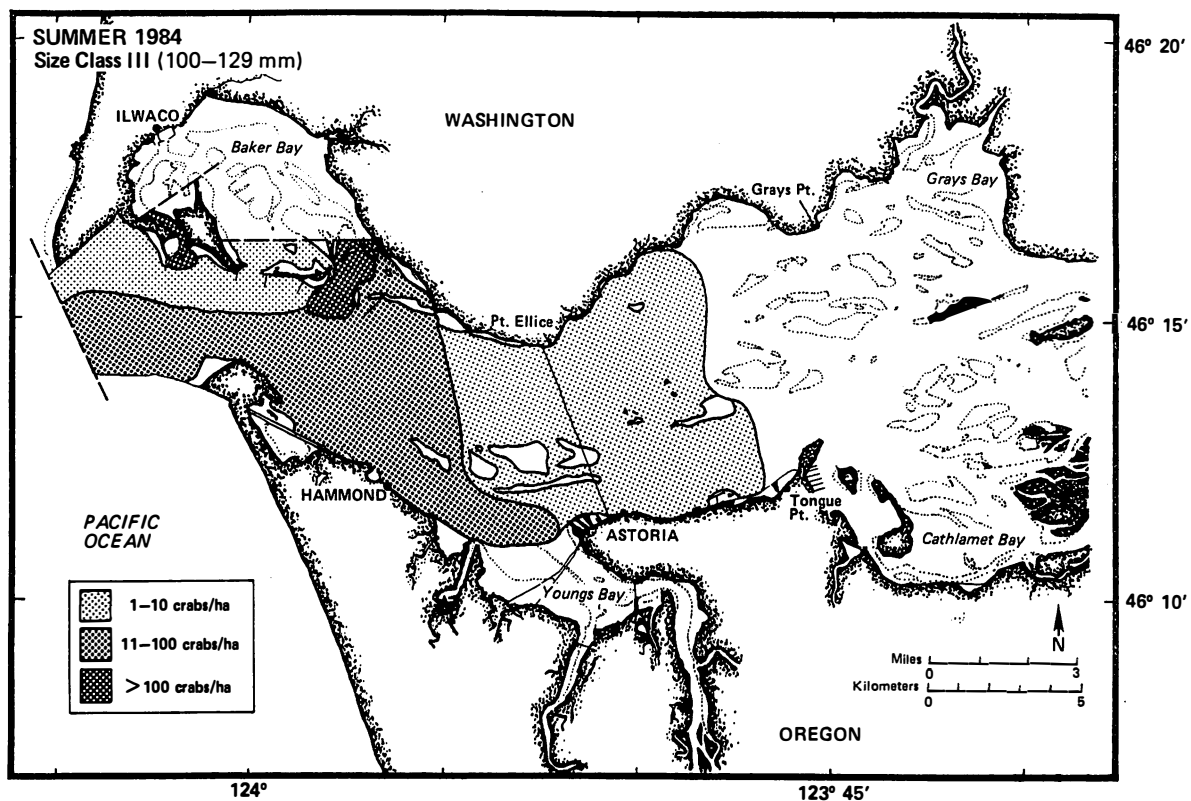 SUMMER 1984
Size Class III (100–129 mm)
46° 20'
ILWACO
WASHINGTON
Baker Bay
Grays Pt.
Grays Bay
Pt. Ellice
46° 15'
HAMMOND
Tongue
Pt.
PACIFIC
OCEAN
ASTORIA
Cathlamet Bay
Youngs Bay
1–10 crabs/ha
11–100 crabs/ha
>100 crabs/ha
46° 10'
N
Miles
0 3
Kilometers
0 5
OREGON
124°
123° 45'